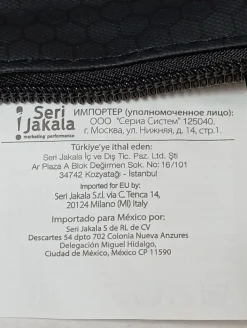 Seri
Jakala
marketing performance
ИМПОРТЕР (уполномоченное лицо):
ООО "Сериа Систем" 125040,
г. Москва, ул. Нижняя, д. 14, стр.1.
Türkiye'ye ithal eden:
Seri Jakala İç ve Dış Tic. Paz. Ltd. Şti
Ar Plaza A Blok Değirmen Sok. No: 16/101
34742 Kozyatağı - İstanbul
Imported for EU by:
Seri Jakala S.r.l. via C. Tenca 14,
20124 Milano (MI) Italy
Importado para México por:
Seri Jakala S de RL de CV
Descartes 54 dpto 702 Colonia Nueva Anzures
Delegación Miguel Hidalgo,
Ciudad de México, México CP 11590